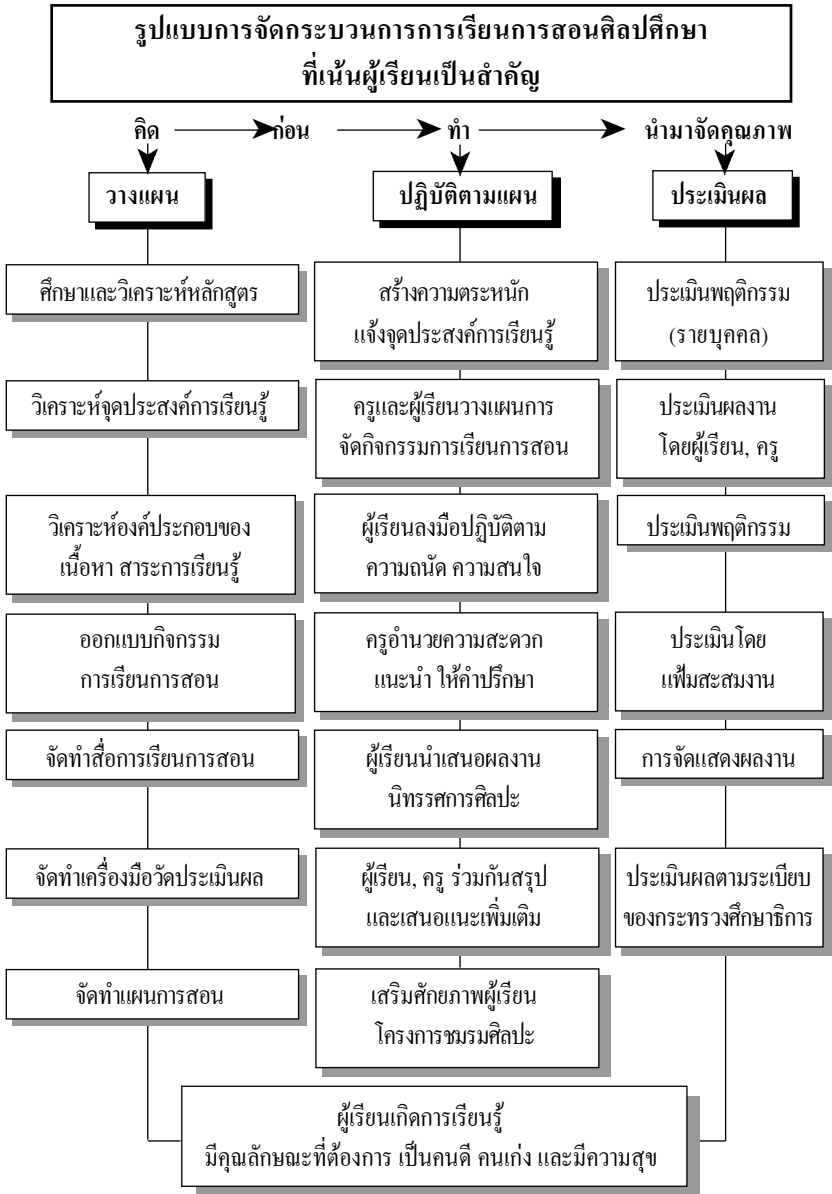 รูปแบบการจัดกระบวนการการเรียนการสอนศิลปศึกษา
ที่เน้นผู้เรียนเป็นสำคัญ
คิด ก่อน ทำ นำมาจัดคุณภาพ
วางแผน
ศึกษาและวิเคราะห์หลักสูตร
วิเคราะห์จุดประสงค์การเรียนรู้
วิเคราะห์องค์ประกอบของ
เนื้อหา สาระการเรียนรู้
ออกแบบกิจกรรม
การเรียนการสอน
จัดทำสื่อการเรียนการสอน
จัดทำเครื่องมือวัดประเมินผล
จัดทำแผนการสอน
ปฏิบัติตามแผน
สร้างความตระหนัก
แจ้งจุดประสงค์การเรียนรู้
ครูและผู้เรียนวางแผนการ
จัดกิจกรรมการเรียนการสอน
ผู้เรียนลงมือปฏิบัติตาม
ความถนัด ความสนใจ
ครูอำนวยความสะดวก
แนะนำ ให้คำปรึกษา
ผู้เรียนนำเสนอผลงาน
นิทรรศการศิลปะ
ผู้เรียน, ครู ร่วมกันสรุป
และเสนอแนะเพิ่มเติม
เสริมศักยภาพผู้เรียน
โครงการชมรมศิลปะ
ประเมินผล
ประเมินพฤติกรรม
(รายบุคคล)
ประเมินผลงาน
โดยผู้เรียน, ครู
ประเมินพฤติกรรม
ประเมินโดย
แฟ้มสะสมงาน
การจัดแสดงผลงาน
ประเมินผลตามระเบียบ
ของกระทรวงศึกษาธิการ
ผู้เรียนเกิดการเรียนรู้
มีคุณลักษณะที่ต้องการ เป็นคนดี คนเก่ง และมีความสุข